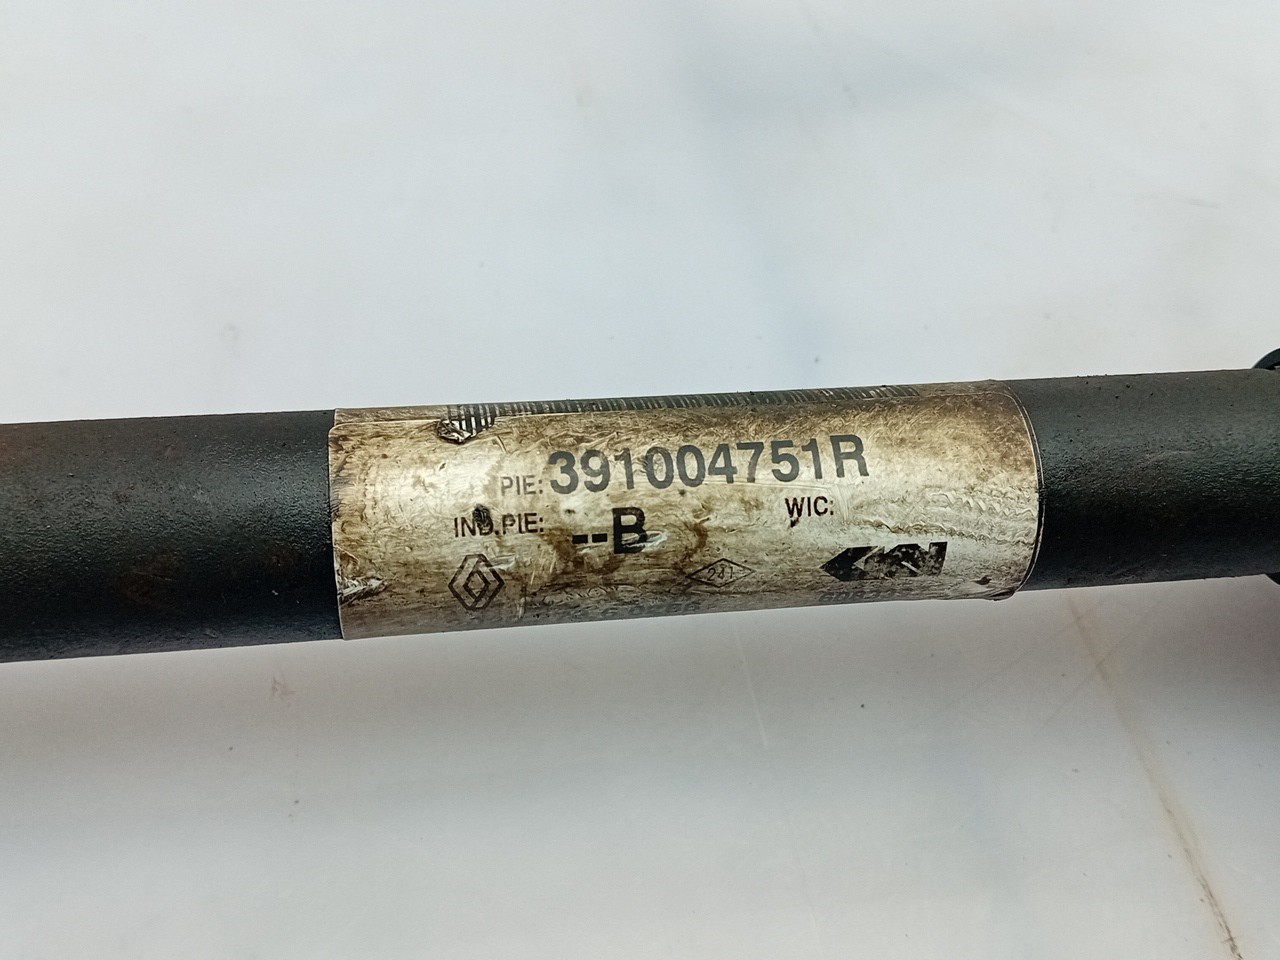 PIE: 391004751R
IND.PIE: --B WIC: